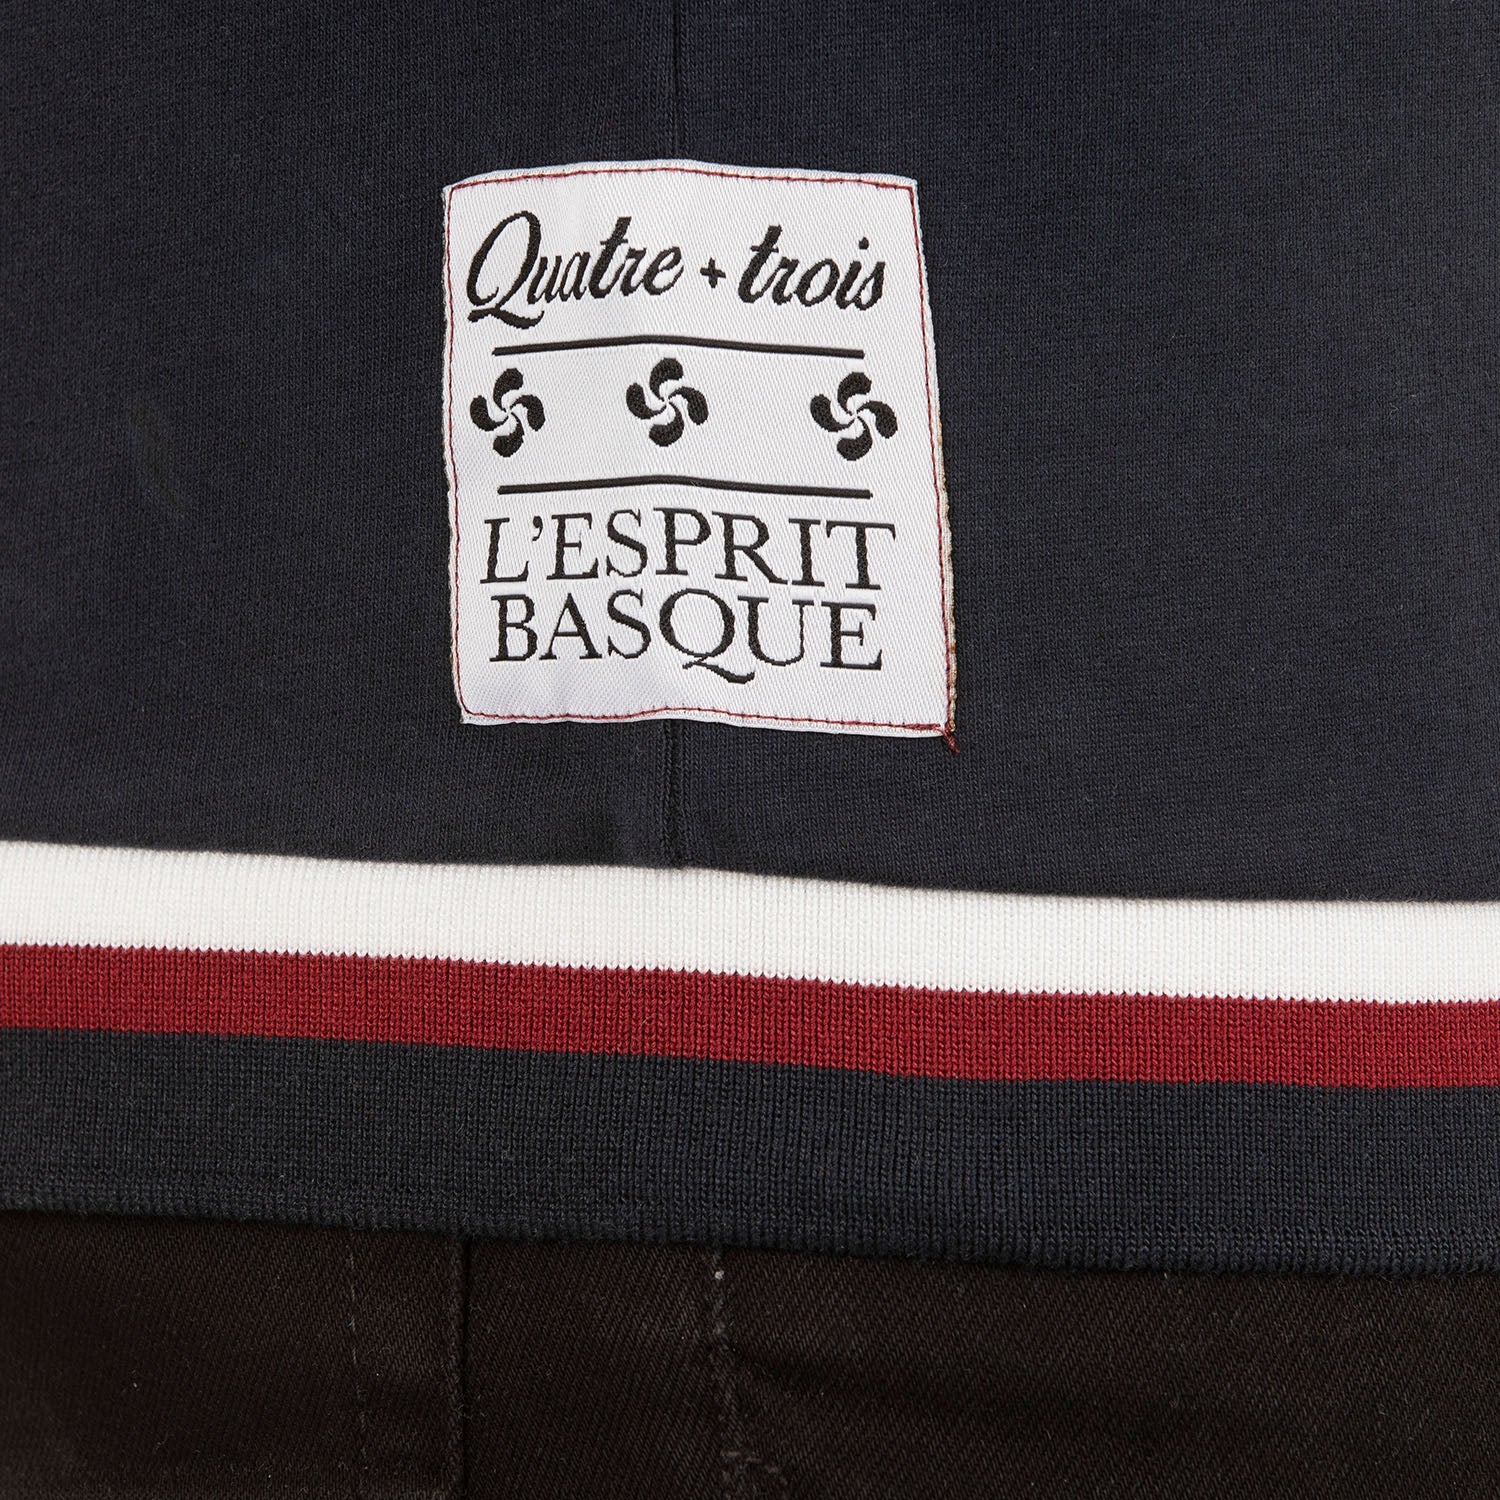 Quatre + trois
L'ESPRIT
BASQUE